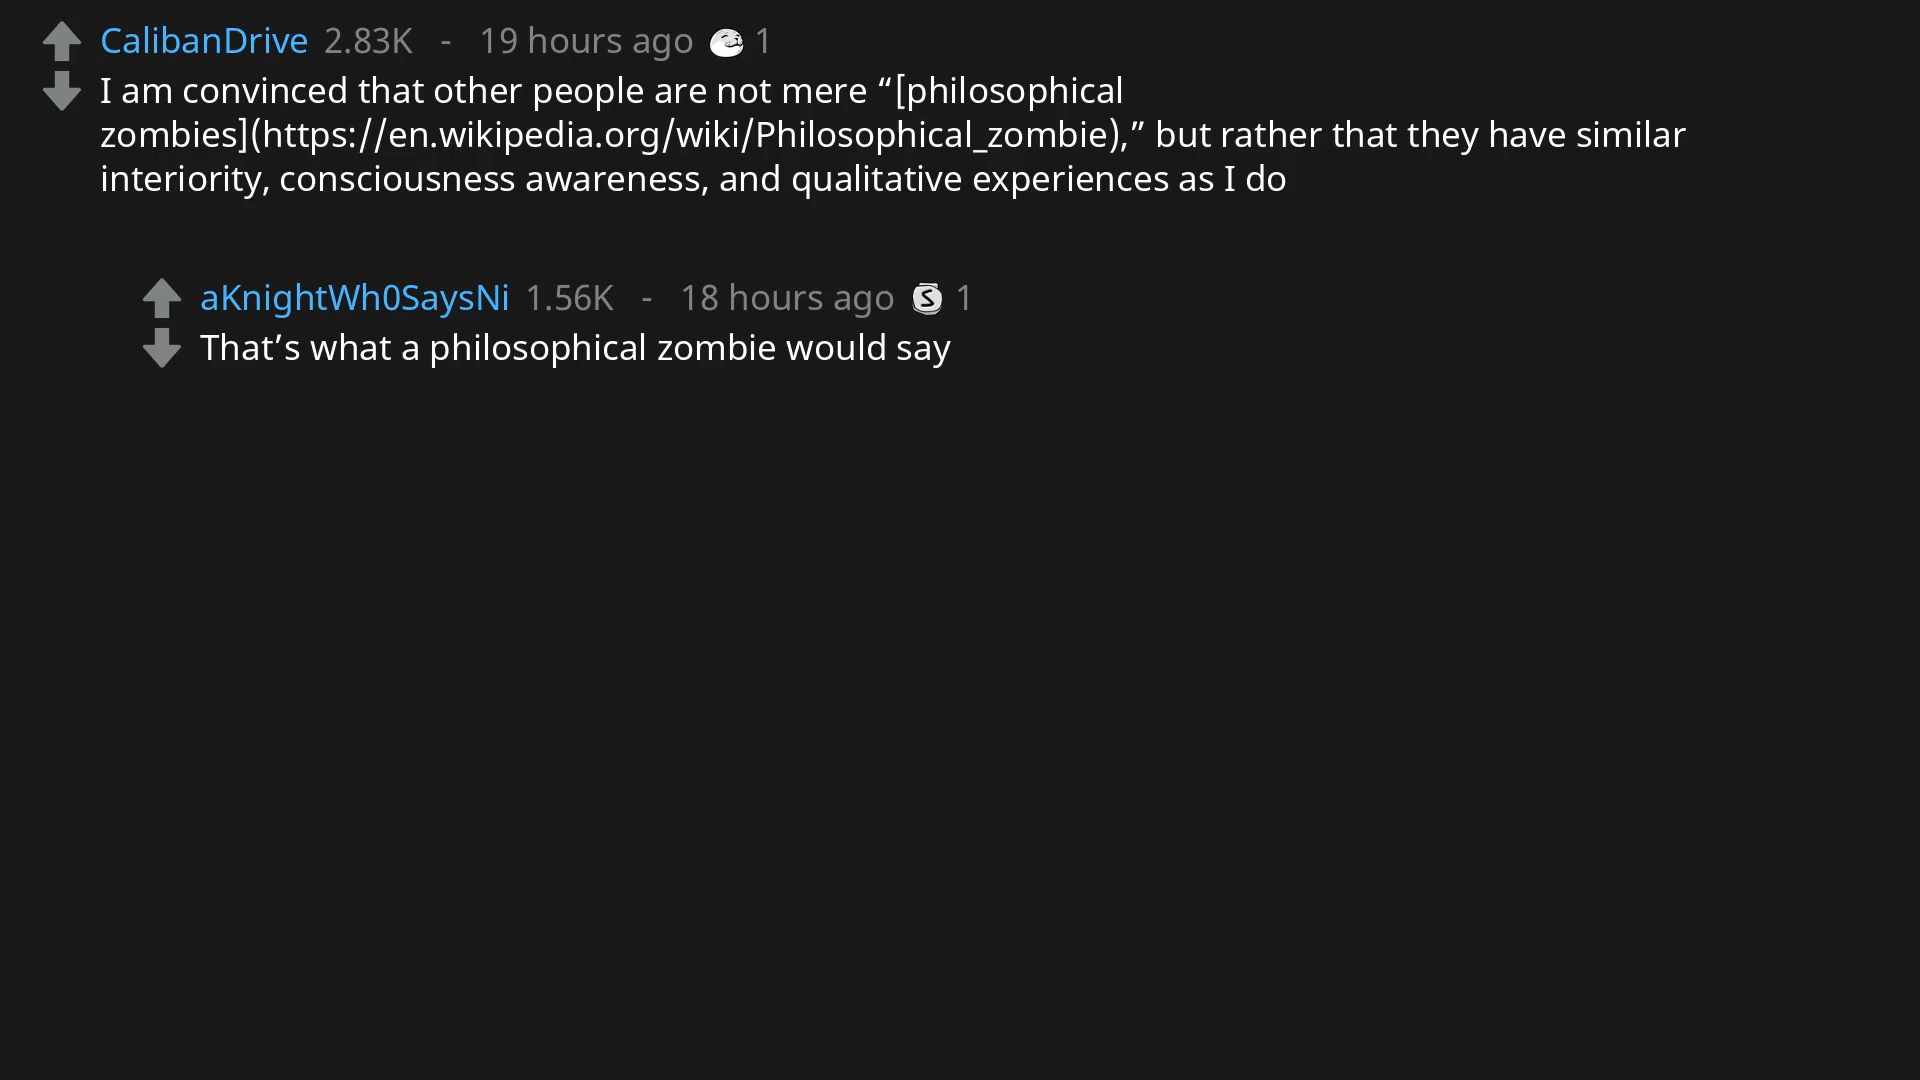 CalibanDrive 2.83K - 19 hours ago 1
I am convinced that other people are not mere “[philosophical
zombies](https://en.wikipedia.org/wiki/Philosophical_zombie),” but rather that they have similar
interiority, consciousness awareness, and qualitative experiences as I do
aKnightWh0SaysNi 1.56K - 18 hours ago S 1
That’s what a philosophical zombie would say